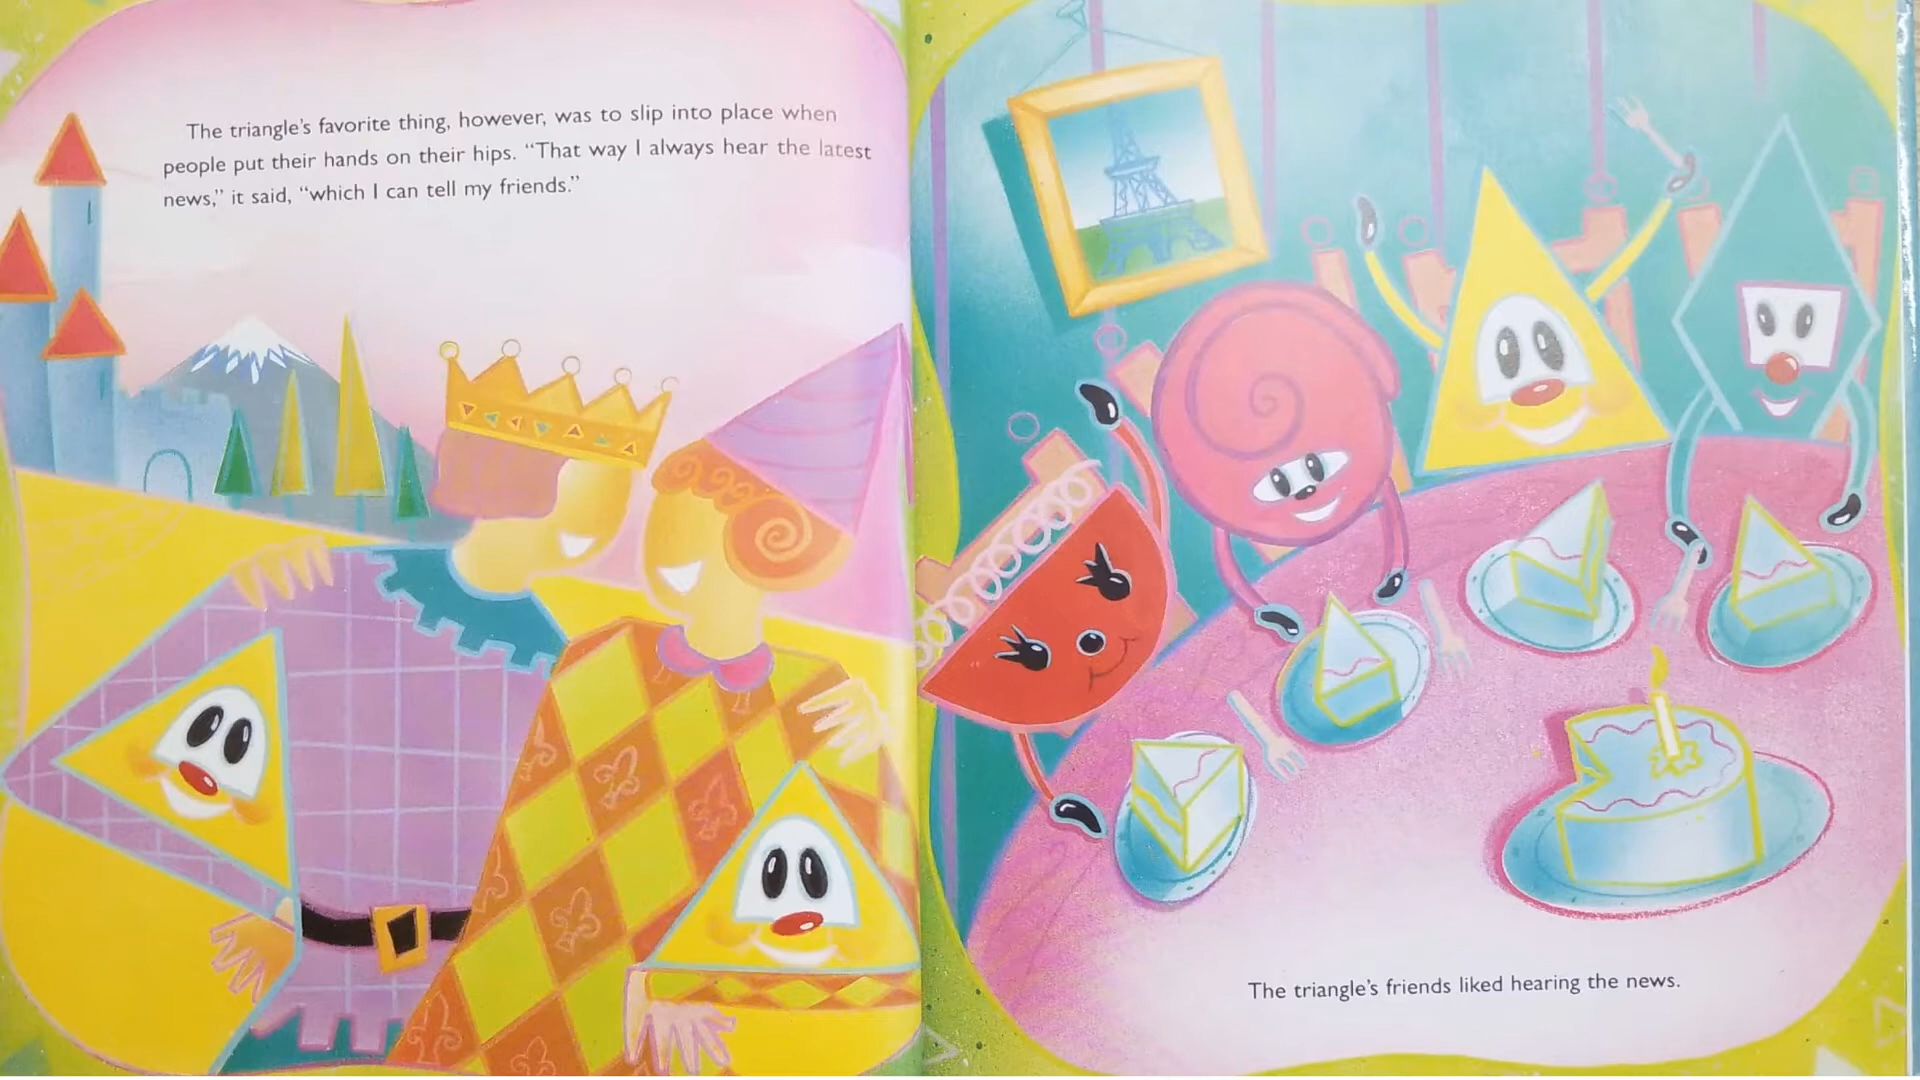 The triangle's favorite thing, however, was to slip into place when
people put their hands on their hips. “That way I always hear the latest
news,” it said, “which I can tell my friends.”
The triangle's friends liked hearing the news.